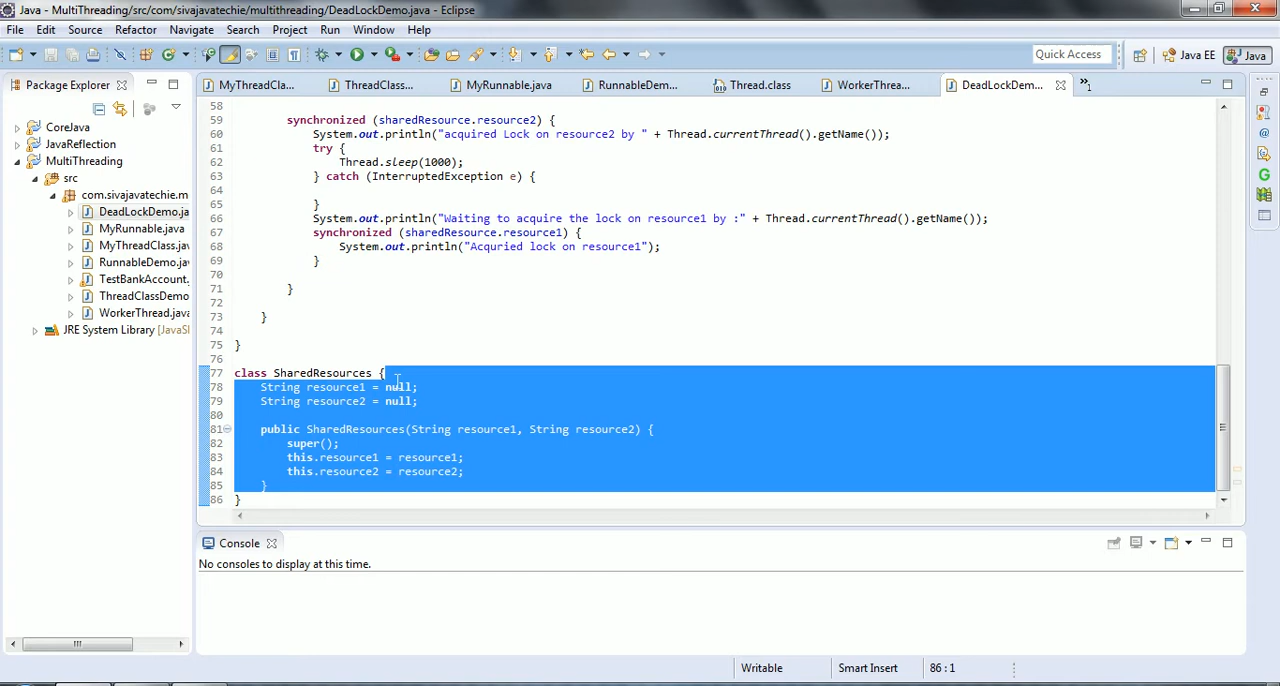 Java - MultiThreading/src/com/sivajavatechie/multithreading/DeadLockDemo.java - Eclipse
File Edit Source Refactor Navigate Search Project Run Window Help
Quick Access Java EE Java
Package Explorer
MyThreadCla... ThreadClass... MyRunnable.java RunnableDemo... Thread.class WorkerThrea... DeadLockDemo... »1
CoreJava
JavaReflection
MultiThreading
src
com.sivajavatechie.m
DeadLockDemo.ja
MyRunnable.java
MyThreadClass.jav
RunnableDemo.jav
TestBankAccount.
ThreadClassDemo
WorkerThread.java
JRE System Library [JavaSE
58
59 synchronized (sharedResource.resource2) {
60 System.out.println("acquired Lock on resource2 by " + Thread.currentThread().getName());
61 try {
62 Thread.sleep(1000);
63 } catch (InterruptedException e) {
64
65 }
66 System.out.println("Waiting to acquire the lock on resource1 by :" + Thread.currentThread().getName());
67 synchronized (sharedResource.resource1) {
68 System.out.println("Acquried lock on resource1");
69 }
70
71 }
72
73 }
74
75 }
76
77 class SharedResources {
78 String resource1 = null;
79 String resource2 = null;
80
81 public SharedResources(String resource1, String resource2) {
82 super();
83 this.resource1 = resource1;
84 this.resource2 = resource2;
85 }
86 }
Console
No consoles to display at this time.
Writable Smart Insert 86 : 1